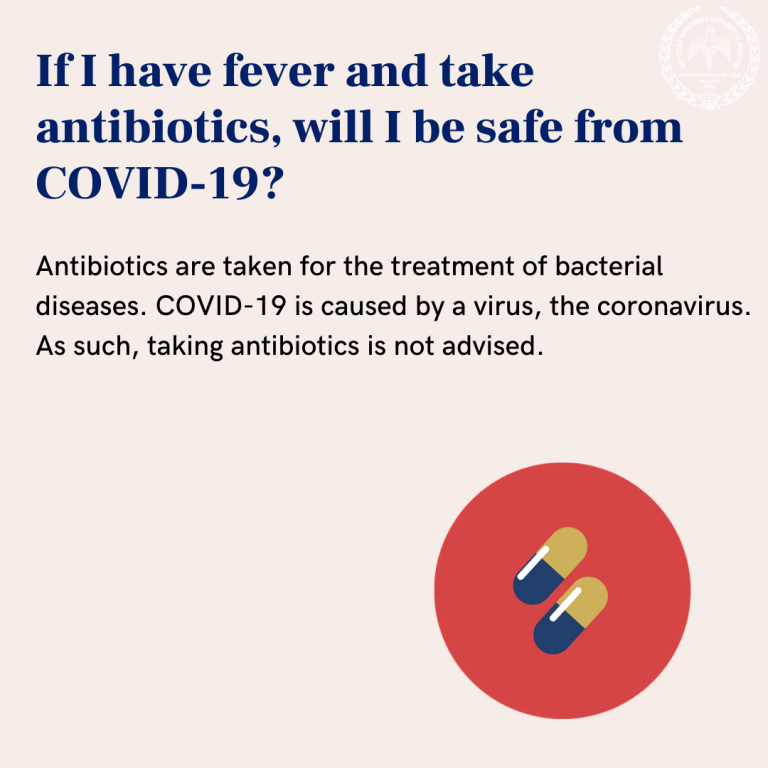 If I have fever and take
antibiotics, will I be safe from
COVID-19?
Antibiotics are taken for the treatment of bacterial
diseases. COVID-19 is caused by a virus, the coronavirus.
As such, taking antibiotics is not advised.